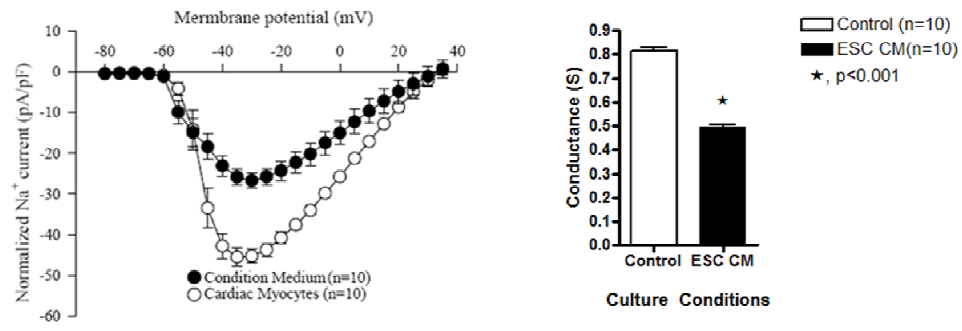 Mermbrane potential (mV)
-80 -60 -40 -20 0 20 40
10
0
-10
-20
-30
-40
-50
-60
Normalized Na+ current (pA/pF)
Condition Medium (n=10)
Cardiac Myocytes (n=10)
Control (n=10)
ESC CM(n=10)
★, p<0.001
0.9
0.8
0.7
0.6
0.5
0.4
0.3
0.2
0.1
0.0
Conductance (S)
★
Control ESC CM
Culture Conditions